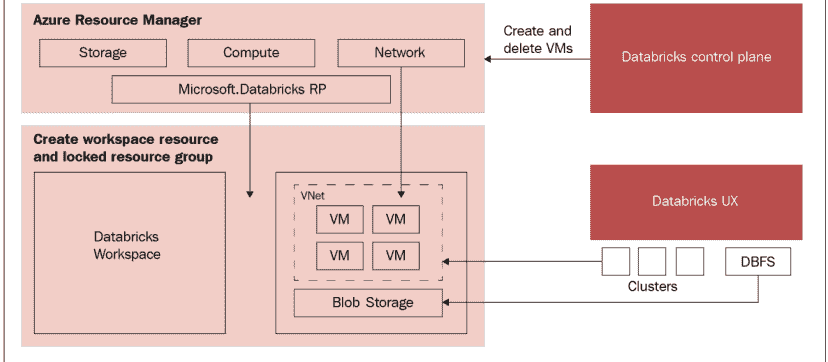 Azure Resource Manager
Storage
Compute
Network
Microsoft.Databricks RP
Create and
delete VMs
Databricks control plane
Create workspace resource
and locked resource group
Databricks
Workspace
VNet
VM
VM
VM
VM
Blob Storage
Databricks UX
Clusters
DBFS